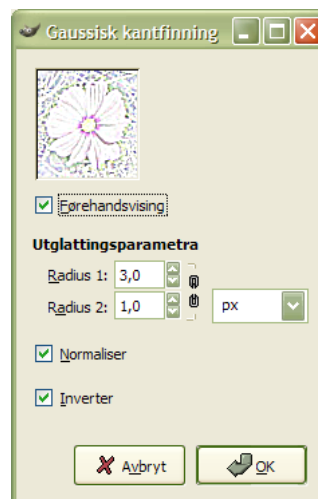 Gaussisk kantfinning
Førehandsvising
Utglattingsparametra
Radius 1: 3,0
Radius 2: 1,0 px
Normaliser
Inverter
Avbryt OK